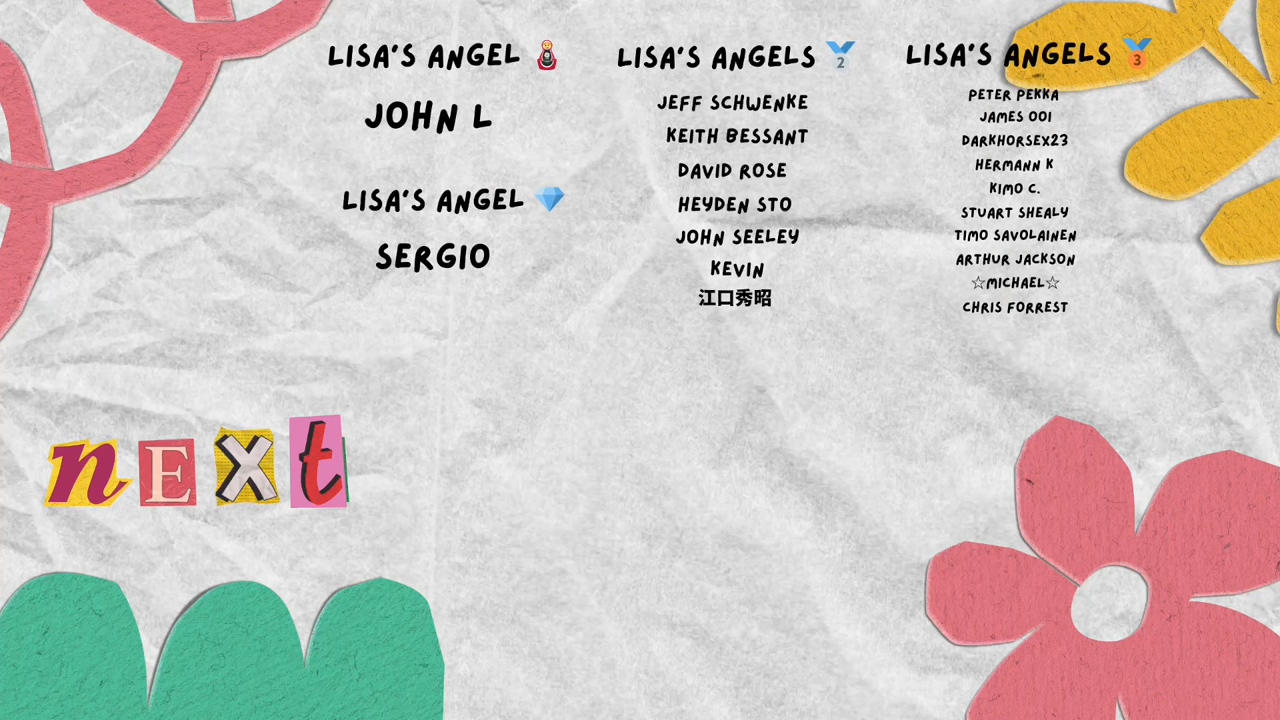 LISA'S ANGEL 🪆
JOHN L
LISA'S ANGEL 💎
SERGIO
LISA'S ANGELS 🥈
JEFF SCHWENKE
KEITH BESSANT
DAVID ROSE
HEYDEN STO
JOHN SEELEY
KEVIN
江口秀昭
LISA'S ANGELS 🥉
PETER PEKKA
JAMES OOI
DARKHORSEX23
HERMANN K
KIMO C.
STUART SHEALY
TIMO SAVOLAINEN
ARTHUR JACKSON
☆MICHAEL☆
CHRIS FORREST
nExt